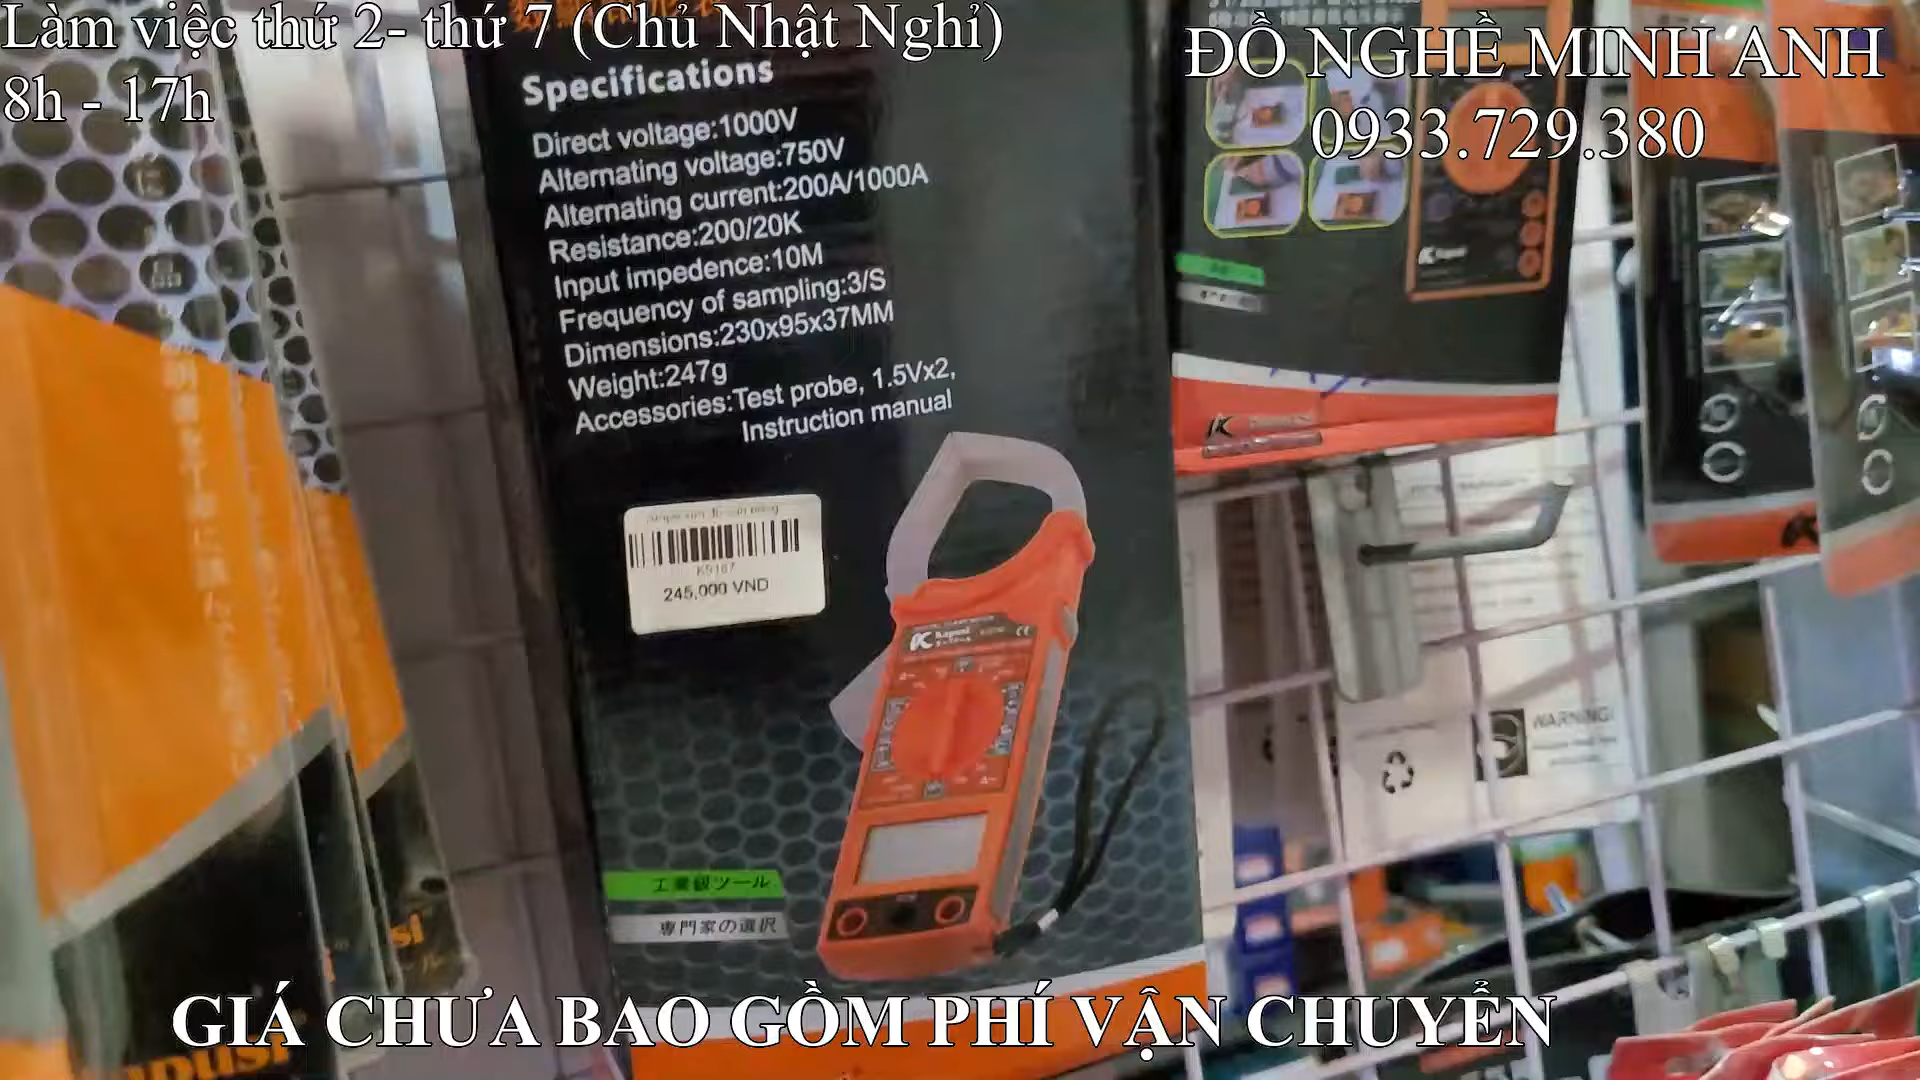 Làm việc thứ 2- thứ 7 (Chủ Nhật Nghỉ)
8h - 17h
ĐỒ NGHỀ MINH ANH
0933.729.380
Specifications
Direct voltage:1000V
Alternating voltage:750V
Alternating current:200A/1000A
Resistance:200/20K
Input impedence:10M
Frequency of sampling:3/S
Dimensions:230x95x37MM
Weight:247g
Accessories:Test probe, 1.5Vx2,
Instruction manual
K9187
245,000 VND
Kapusi
工業級ツール
専門家の選択
WARNING!
GIÁ CHƯA BAO GỒM PHÍ VẬN CHUYỂN